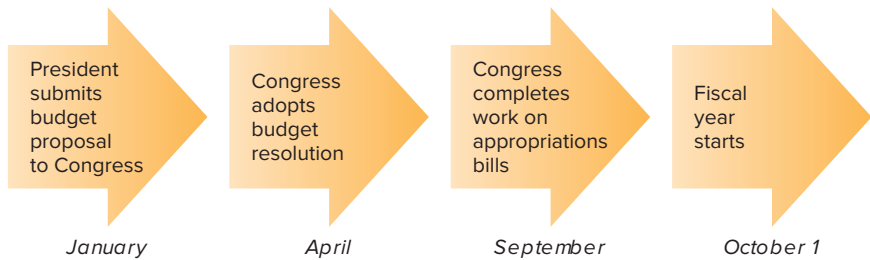 President
submits
budget
proposal
to Congress
January
Congress
adopts
budget
resolution
April
Congress
completes
work on
appropriations
bills
September
Fiscal
year
starts
October 1